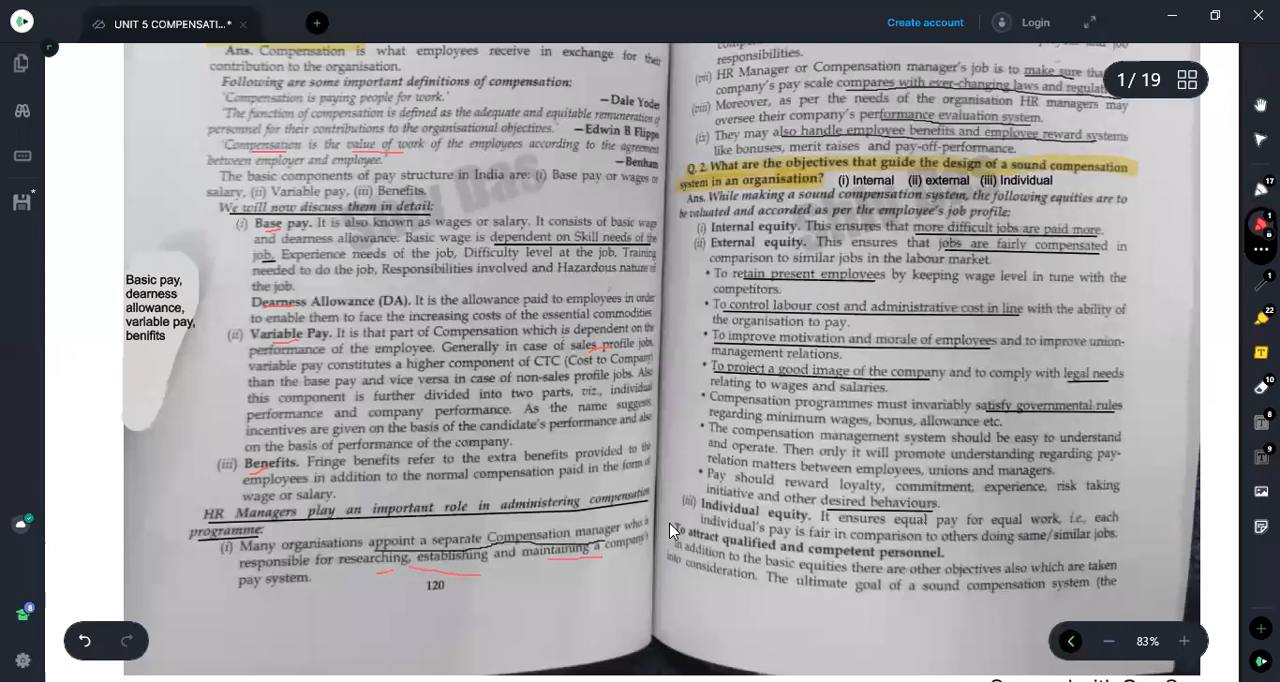 UNIT 5 COMPENSATI...*
Create account
Login
1 / 19
Ans. Compensation is what employees receive in exchange for their
contribution to the organisation.
Following are some important definitions of compensation:
'Compensation is paying people for work.'
—Dale Yoder
'The function of compensation is defined as the adequate and equitable remuneration of
personnel for their contributions to the organisational objectives.' —Edwin B Flippo
'Compensation is the value of work of the employees according to the agreement
between employer and employee.'
—Benham
The basic components of pay structure in India are: (i) Base pay or wages or
salary, (ii) Variable pay, (iii) Benefits.
We will now discuss them in detail:
(i) Base pay. It is also known as wages or salary. It consists of basic wage
and dearness allowance. Basic wage is dependent on Skill needs of the
job, Experience needs of the job, Difficulty level at the job, Training
needed to do the job, Responsibilities involved and Hazardous nature of
the job.
Dearness Allowance (DA). It is the allowance paid to employees in order
to enable them to face the increasing costs of the essential commodities
(ii) Variable Pay. It is that part of Compensation which is dependent on the
performance of the employee. Generally in case of sales profile jobs,
variable pay constitutes a higher component of CTC (Cost to Company)
than the base pay and vice versa in case of non-sales profile jobs. Also
this component is further divided into two parts, viz., individual
performance and company performance. As the name suggests
incentives are given on the basis of the candidate's performance and also
on the basis of performance of the company.
(iii) Benefits. Fringe benefits refer to the extra benefits provided to the
employees in addition to the normal compensation paid in the form of
wage or salary.
HR Managers play an important role in administering compensation
programme:
(i) Many organisations appoint a separate Compensation manager who is
responsible for researching, establishing and maintaining a company's
pay system.
120
Basic pay,
dearness
allowance,
variable pay,
benifits
responsibilities.
(vii) HR Manager or Compensation manager's job is to make sure
company's pay scale compares with ever-changing laws and
(viii) Moreover, as per the needs of the organisation HR managers may
oversee their company's performance evaluation system.
(ix) They may also handle employee benefits and employee reward systems
like bonuses, merit raises and pay-off-performance.
Q. 2. What are the objectives that guide the design of a sound compensation
system in an organisation? (i) Internal (ii) external (iii) Individual
Ans. While making a sound compensation system, the following equities are to
be valuated and accorded as per the employee's job profile:
(i) Internal equity. This ensures that more difficult jobs are paid more.
(ii) External equity. This ensures that jobs are fairly compensated in
comparison to similar jobs in the labour market.
• To retain present employees by keeping wage level in tune with the
competitors.
• To control labour cost and administrative cost in line with the ability of
the organisation to pay.
• To improve motivation and morale of employees and to improve union-
management relations.
• To project a good image of the company and to comply with legal needs
relating to wages and salaries.
• Compensation programmes must invariably satisfy governmental rules
regarding minimum wages, bonus, allowance etc.
• The compensation management system should be easy to understand
and operate. Then only it will promote understanding regarding pay-
relation matters between employees, unions and managers.
• Pay should reward loyalty, commitment, experience, risk taking
initiative and other desired behaviours.
(iii) Individual equity. It ensures equal pay for equal work, i.e., each
individual's pay is fair in comparison to others doing same/similar jobs.
To attract qualified and competent personnel.
In addition to the basic equities there are other objectives also which are taken
into consideration. The ultimate goal of a sound compensation system (the
83%